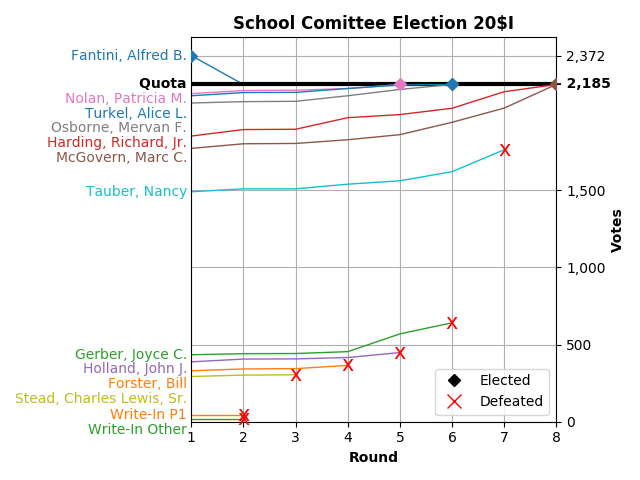 School Comittee Election 20$I
Fantini, Alfred B.
Quota
Nolan, Patricia M.
Turkel, Alice L.
Osborne, Mervan F.
Harding, Richard, Jr.
McGovern, Marc C.
Tauber, Nancy
Gerber, Joyce C.
Holland, John J.
Forster, Bill
Stead, Charles Lewis, Sr.
Write-In P1
Write-In Other
2,372
2,185
1,500
1,000
500
0
Votes
Elected
Defeated
1 2 3 4 5 6 7 8
Round